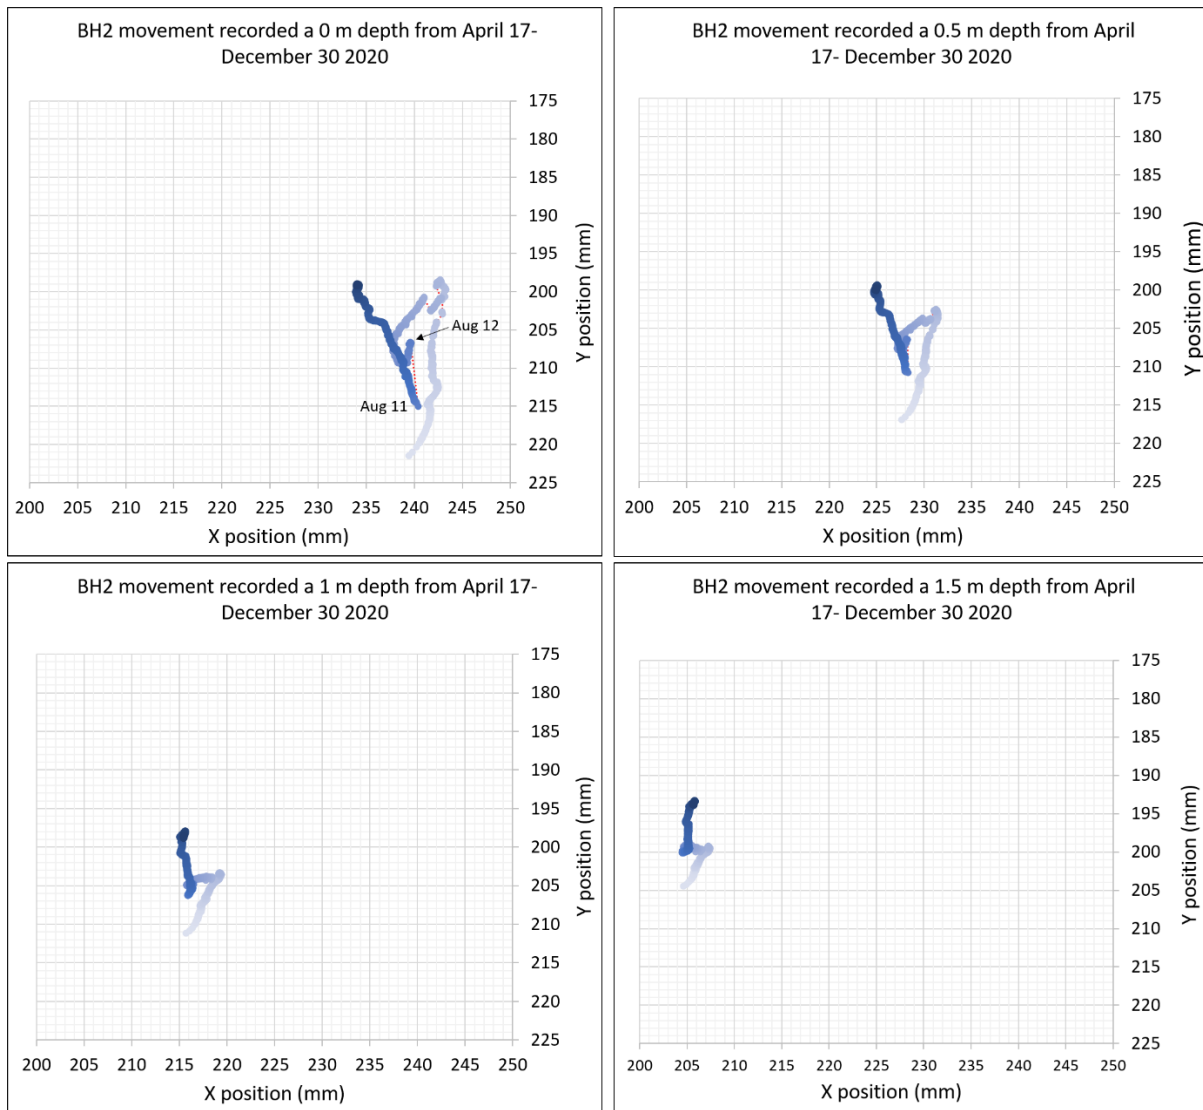 BH2 movement recorded a 0 m depth from April 17-
December 30 2020
175
180
185
190
195
200
205
210
215
220
225
Y position (mm)
Aug 12
Aug 11
200 205 210 215 220 225 230 235 240 245 250
X position (mm)
BH2 movement recorded a 0.5 m depth from April
17- December 30 2020
175
180
185
190
195
200
205
210
215
220
225
Y position (mm)
200 205 210 215 220 225 230 235 240 245 250
X position (mm)
BH2 movement recorded a 1 m depth from April 17-
December 30 2020
175
180
185
190
195
200
205
210
215
220
225
Y position (mm)
200 205 210 215 220 225 230 235 240 245 250
X position (mm)
BH2 movement recorded a 1.5 m depth from April
17- December 30 2020
175
180
185
190
195
200
205
210
215
220
225
Y position (mm)
200 205 210 215 220 225 230 235 240 245 250
X position (mm)